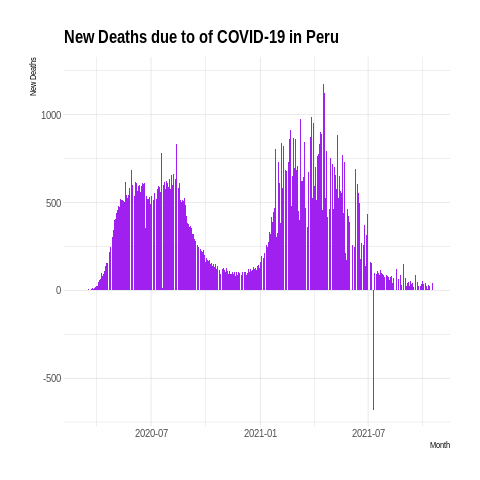 New Deaths due to of COVID-19 in Peru
New Deaths
1000
500
0
-500
2020-07
2021-01
2021-07
Month